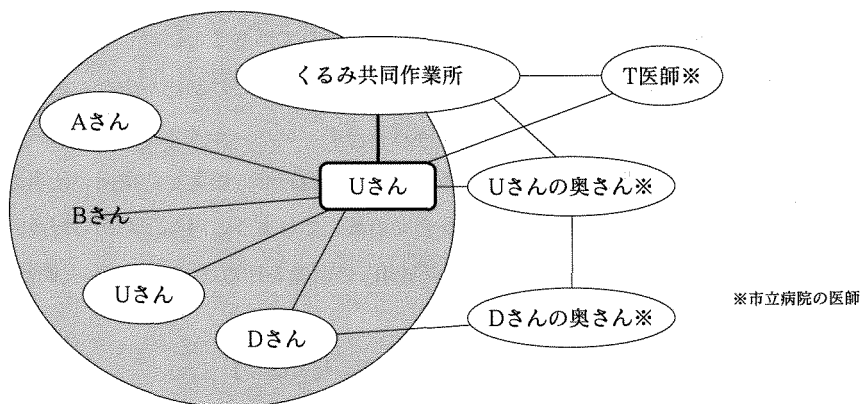 くるみ共同作業所
T医師※
Aさん
Uさん
Uさんの奥さん※
Bさん
Uさん
Dさん
Dさんの奥さん※
※市立病院の医師